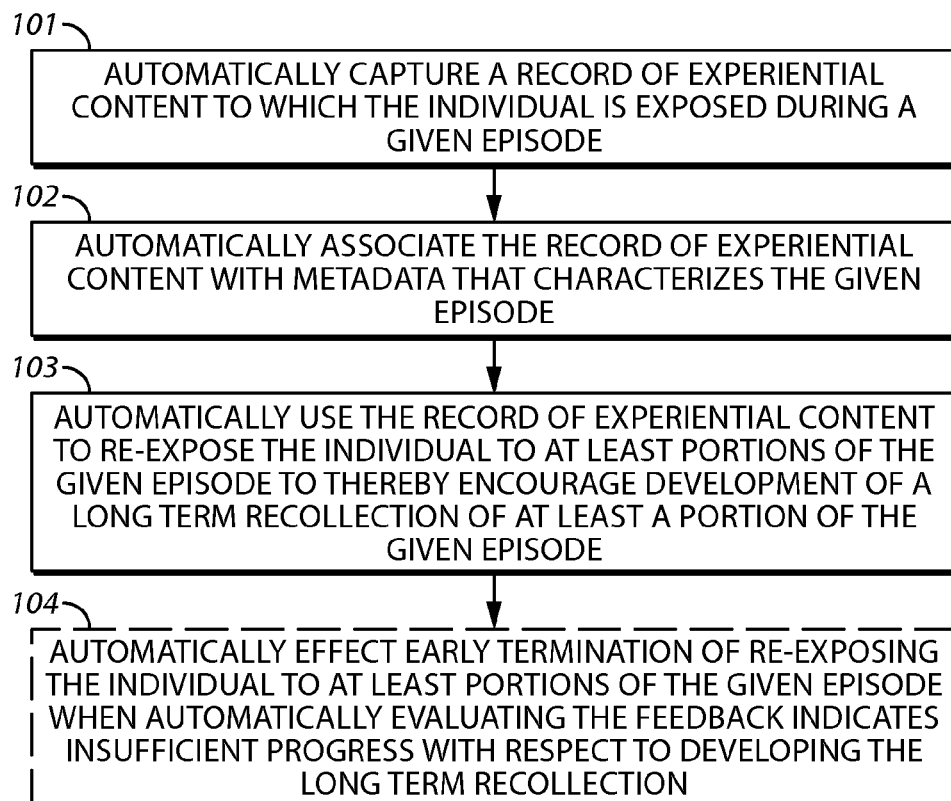 101
AUTOMATICALLY CAPTURE A RECORD OF EXPERIENTIAL
CONTENT TO WHICH THE INDIVIDUAL IS EXPOSED DURING A
GIVEN EPISODE
102
AUTOMATICALLY ASSOCIATE THE RECORD OF EXPERIENTIAL
CONTENT WITH METADATA THAT CHARACTERIZES THE GIVEN
EPISODE
103
AUTOMATICALLY USE THE RECORD OF EXPERIENTIAL CONTENT
TO RE-EXPOSE THE INDIVIDUAL TO AT LEAST PORTIONS OF THE
GIVEN EPISODE TO THEREBY ENCOURAGE DEVELOPMENT OF A
LONG TERM RECOLLECTION OF AT LEAST A PORTION OF THE
GIVEN EPISODE
104
AUTOMATICALLY EFFECT EARLY TERMINATION OF RE-EXPOSING
THE INDIVIDUAL TO AT LEAST PORTIONS OF THE GIVEN EPISODE
WHEN AUTOMATICALLY EVALUATING THE FEEDBACK INDICATES
INSUFFICIENT PROGRESS WITH RESPECT TO DEVELOPING THE
LONG TERM RECOLLECTION